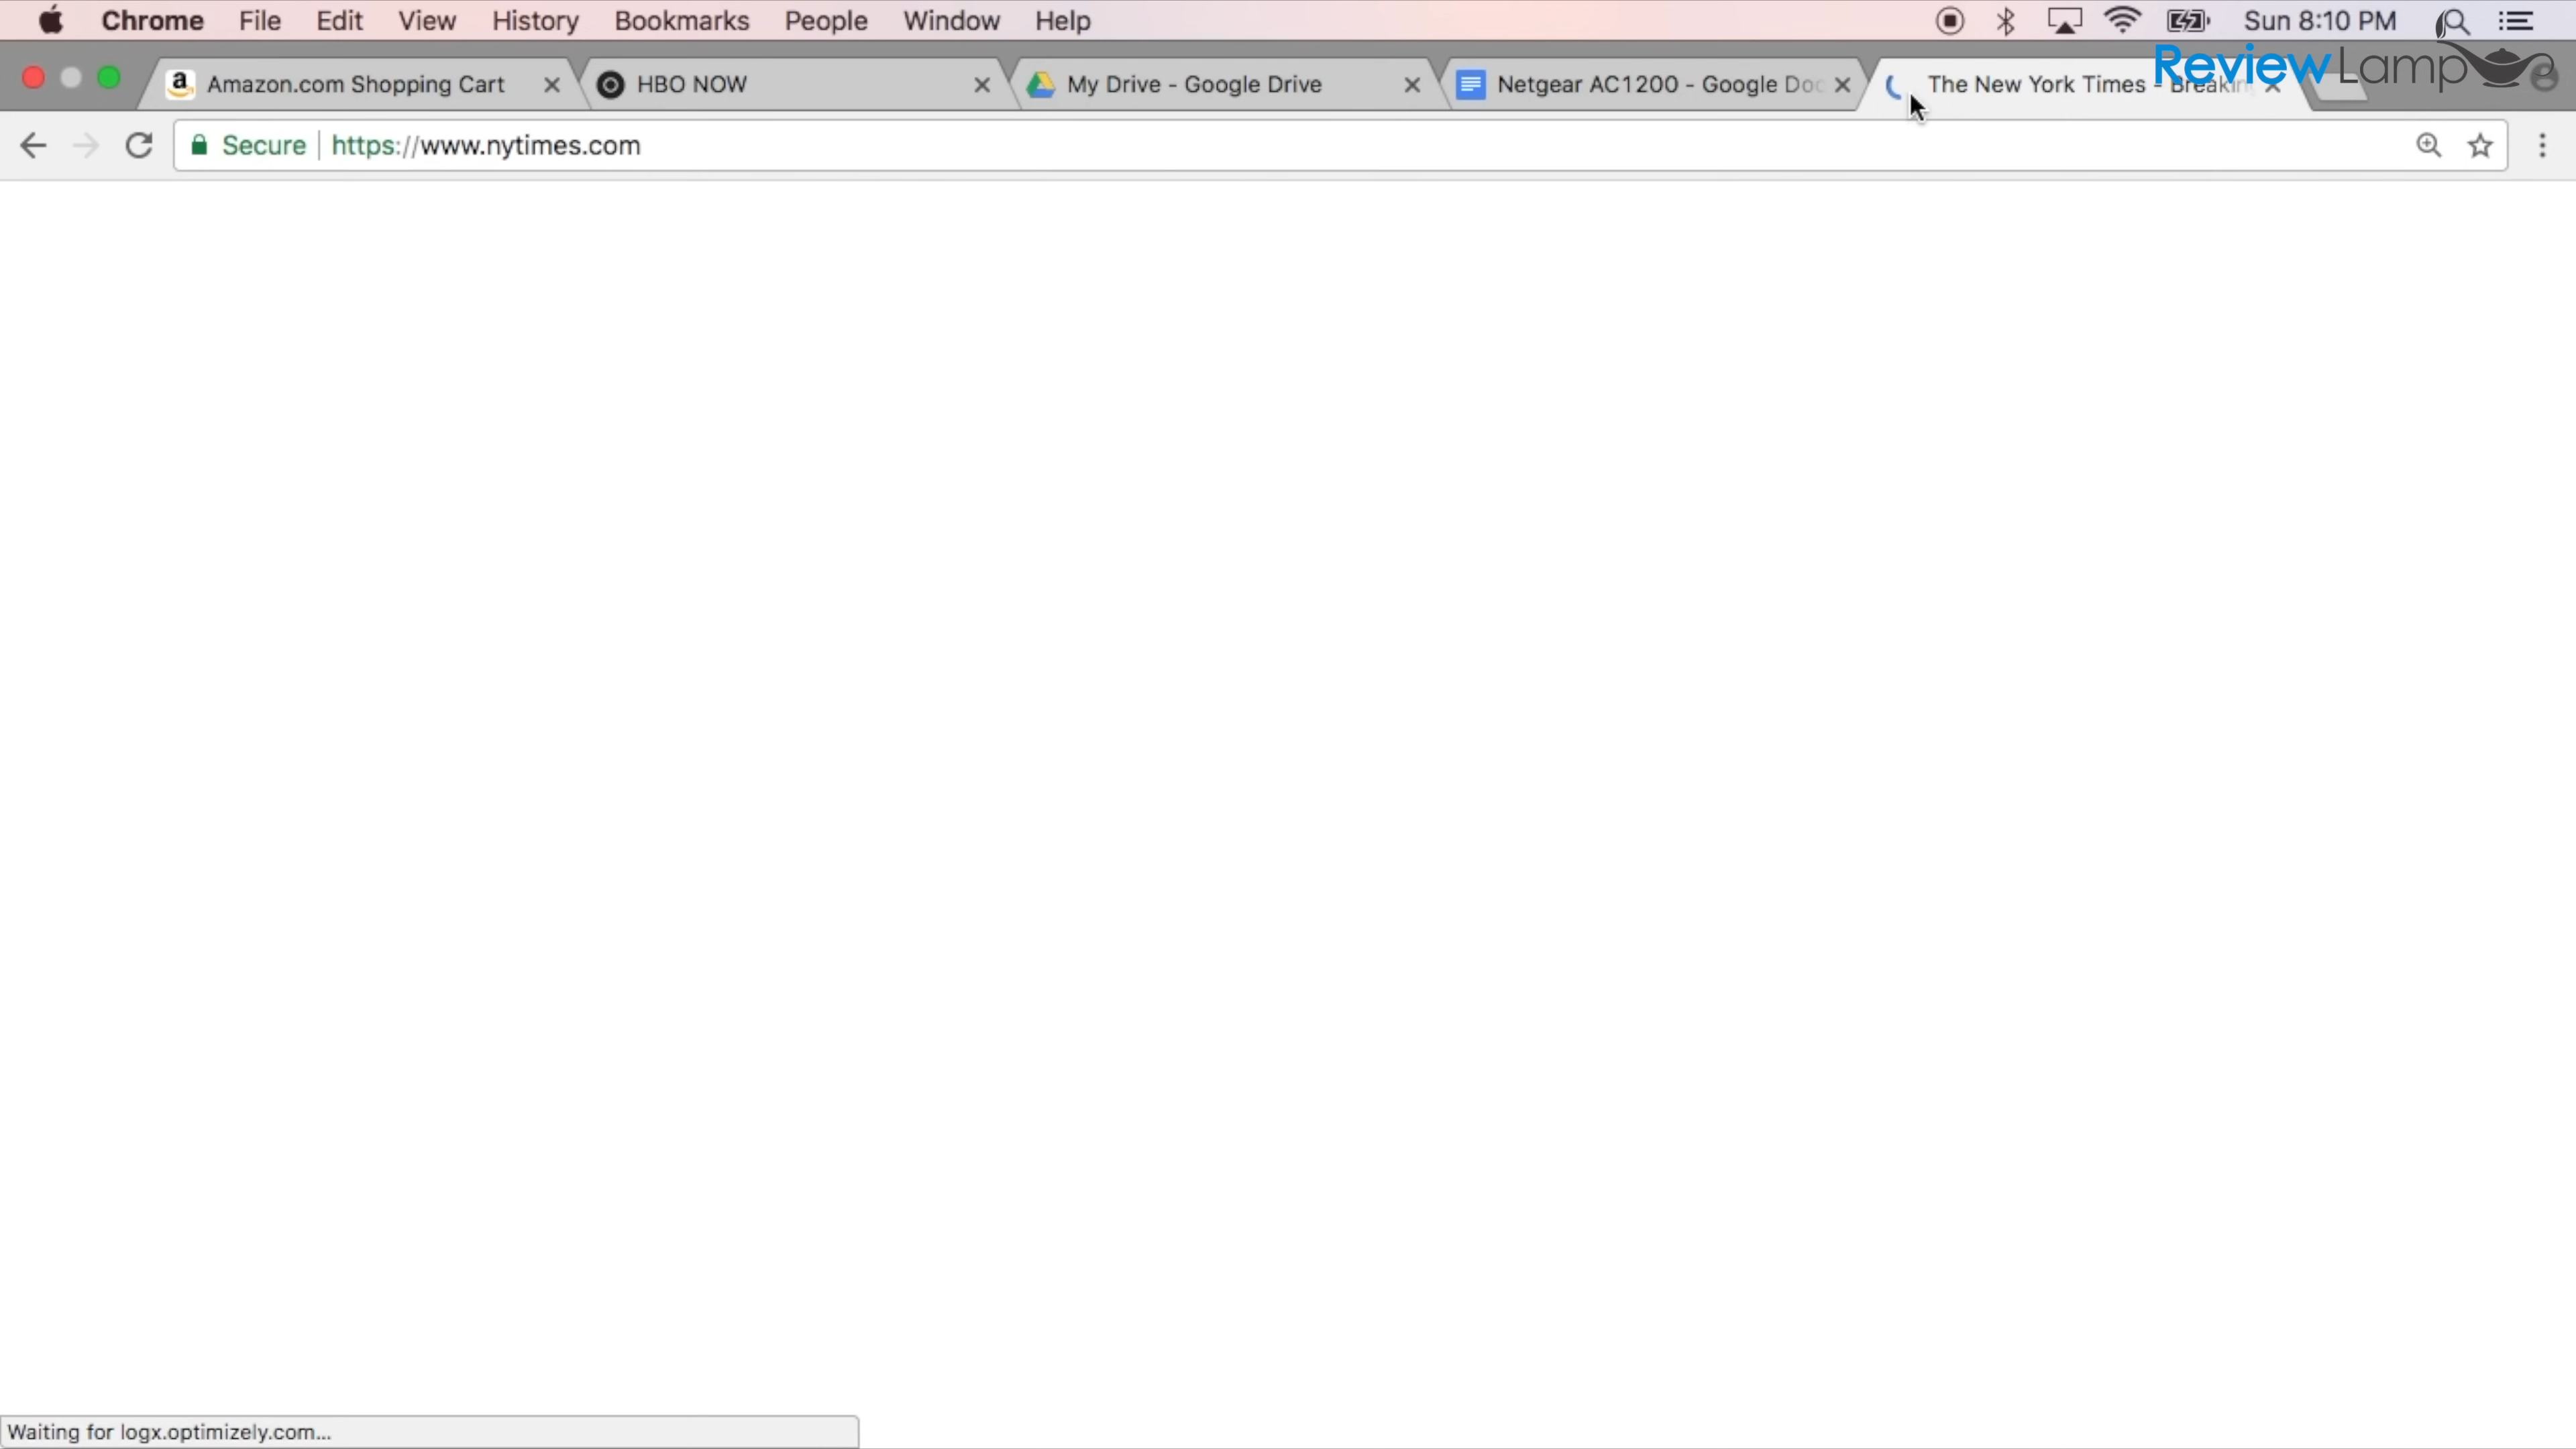 Chrome File Edit View History Bookmarks People Window Help Sun 8:10 PM
ReviewLamp
Amazon.com Shopping Cart HBO NOW My Drive - Google Drive Netgear AC1200 - Google Doc The New York Times - Breakin
Secure https://www.nytimes.com
Waiting for logx.optimizely.com...